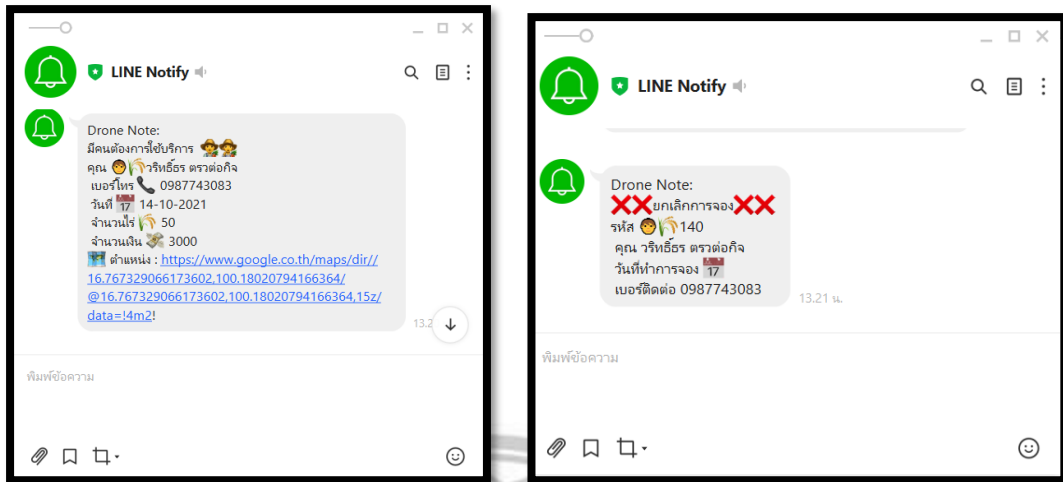 LINE Notify
Drone Note:
มีคนต้องการใช้บริการ
คุณ วริทธิ์ธร ตรวต่อกิจ
เบอร์โทร 0987743083
วันที่ 17 14-10-2021
จำนวนไร่ 50
จำนวนเงิน 3000
ตำแหน่ง : https://www.google.co.th/maps/dir//
16.767329066173602,100.18020794166364/
@16.767329066173602,100.18020794166364,15z/
data=!4m2!
พิมพ์ข้อความ
LINE Notify
Drone Note:
ยกเลิกการจอง
รหัส 140
คุณ วริทธิ์ธร ตรวต่อกิจ
วันที่ทำการจอง 17
เบอร์ติดต่อ 0987743083
13.21 น.
พิมพ์ข้อความ